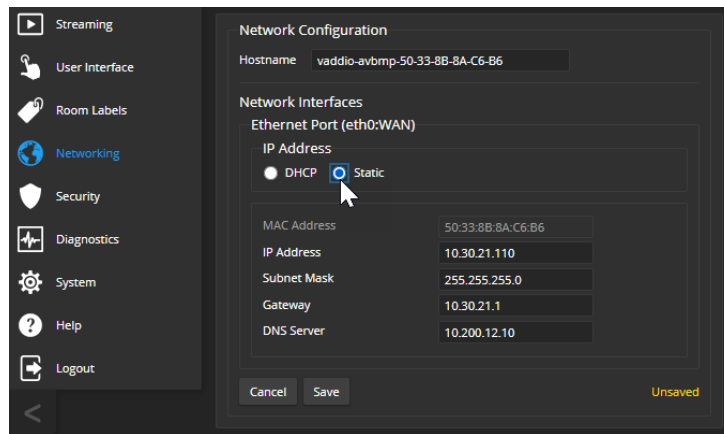 Streaming
User Interface
Room Labels
Networking
Security
Diagnostics
System
Help
Logout
Network Configuration
Hostname vaddio-avbmp-50-33-8B-8A-C6-B6
Network Interfaces
Ethernet Port (eth0:WAN)
IP Address
DHCP Static
MAC Address 50:33:8B:8A:C6:B6
IP Address 10.30.21.110
Subnet Mask 255.255.255.0
Gateway 10.30.21.1
DNS Server 10.200.12.10
Cancel Save Unsaved